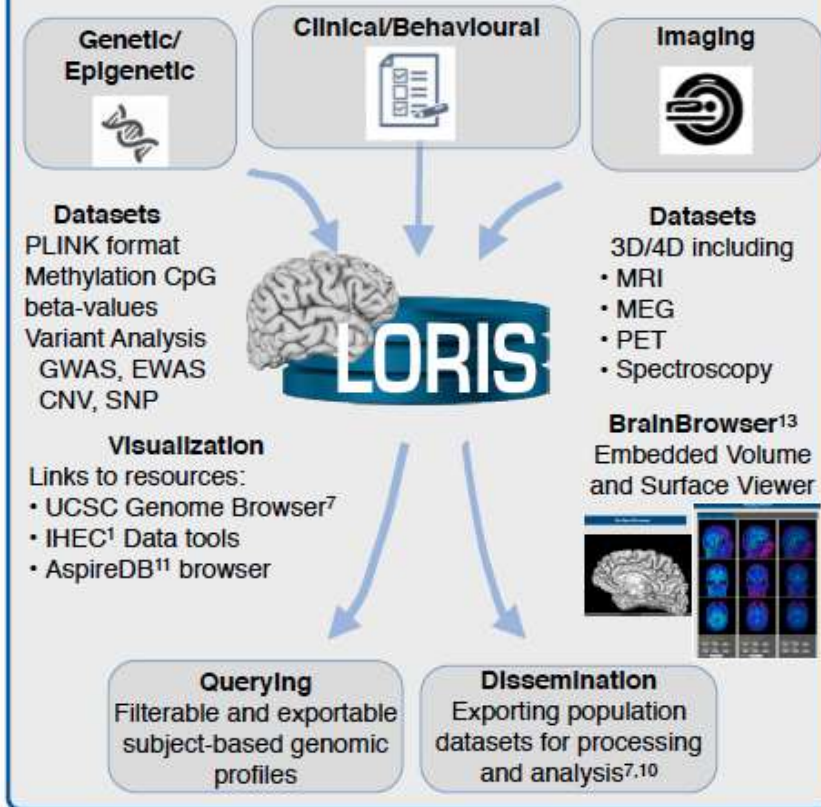 Genetic/
Epigenetic
Clinical/Behavioural
Imaging
Datasets
PLINK format
Methylation CpG
beta-values
Variant Analysis
GWAS, EWAS
CNV, SNP
LORIS
Datasets
3D/4D including
• MRI
• MEG
• PET
• Spectroscopy
Visualization
Links to resources:
• UCSC Genome Browser⁷
• IHEC¹ Data tools
• AspireDB¹¹ browser
BrainBrowser¹³
Embedded Volume
and Surface Viewer
Querying
Filterable and exportable
subject-based genomic
profiles
Dissemination
Exporting population
datasets for processing
and analysis⁷,¹⁰